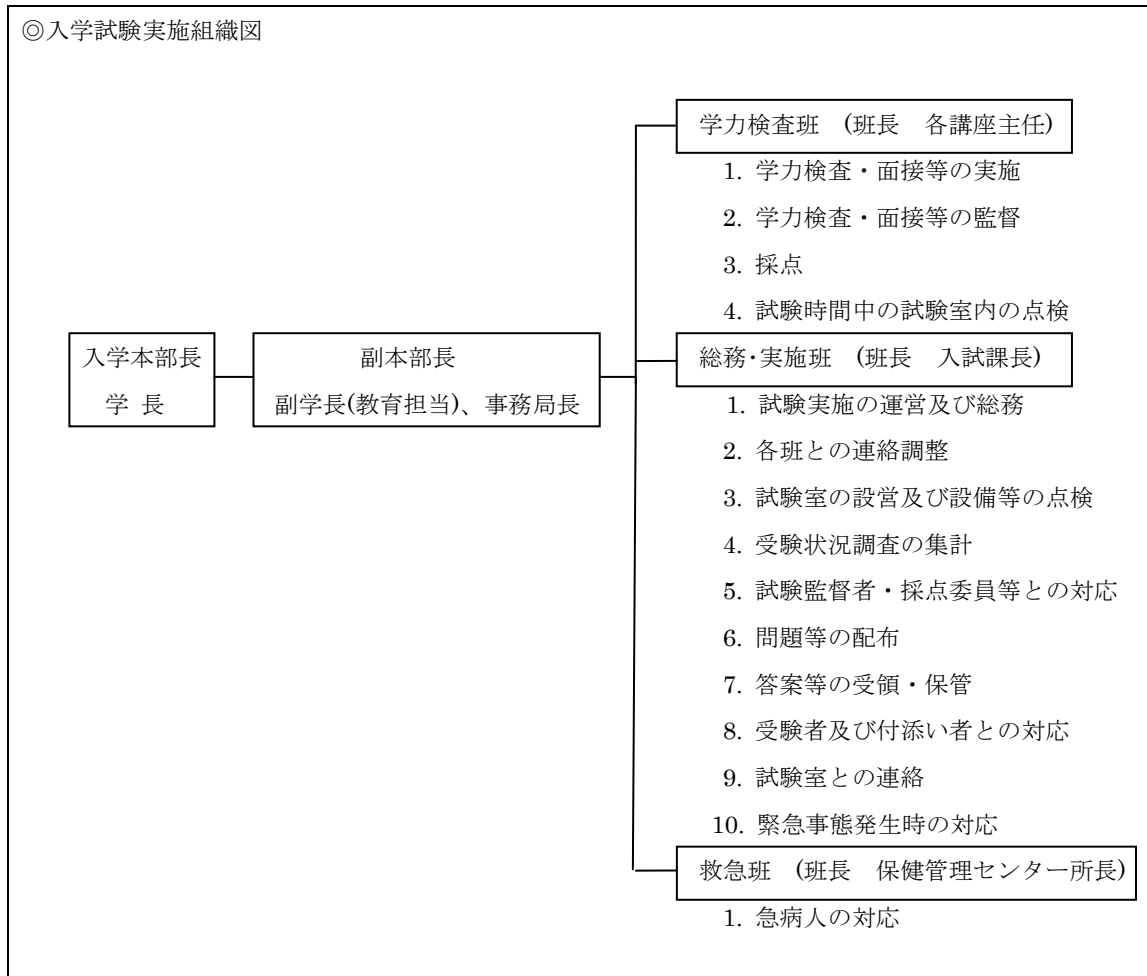 ◎入学試験実施組織図
学力検査班　(班長　各講座主任)
1. 学力検査・面接等の実施
2. 学力検査・面接等の監督
3. 採点
4. 試験時間中の試験室内の点検
入学本部長
学 長
副本部長
副学長(教育担当)、事務局長
総務・実施班　(班長　入試課長)
1. 試験実施の運営及び総務
2. 各班との連絡調整
3. 試験室の設営及び設備等の点検
4. 受験状況調査の集計
5. 試験監督者・採点委員等との対応
6. 問題等の配布
7. 答案等の受領・保管
8. 受験者及び付添い者との対応
9. 試験室との連絡
10. 緊急事態発生時の対応
救急班　(班長　保健管理センター所長)
1. 急病人の対応